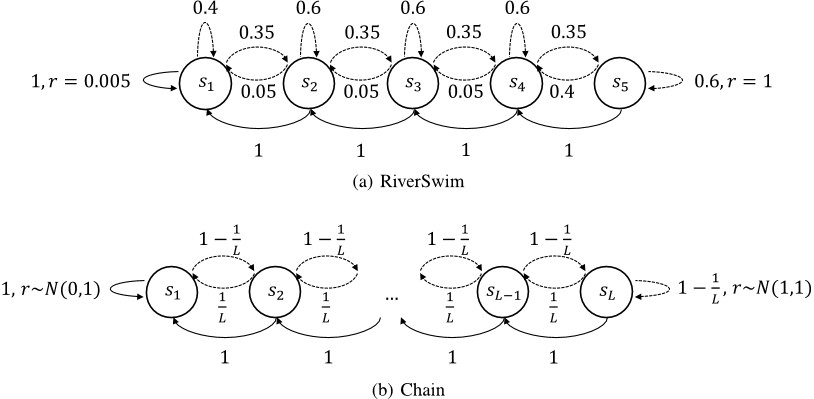 0.4 0.6 0.6 0.6
0.35 0.35 0.35 0.35
1, r = 0.005 s₁ s₂ s₃ s₄ s₅ 0.6, r = 1
0.05 0.05 0.05 0.4
1 1 1 1
(a) RiverSwim
1 − 1/L 1 − 1/L 1 − 1/L 1 − 1/L
1, r~N(0,1) s₁ s₂ ... s_{L−1} s_L 1 − 1/L, r~N(1,1)
1/L 1/L 1/L 1/L
1 1 1 1
(b) Chain